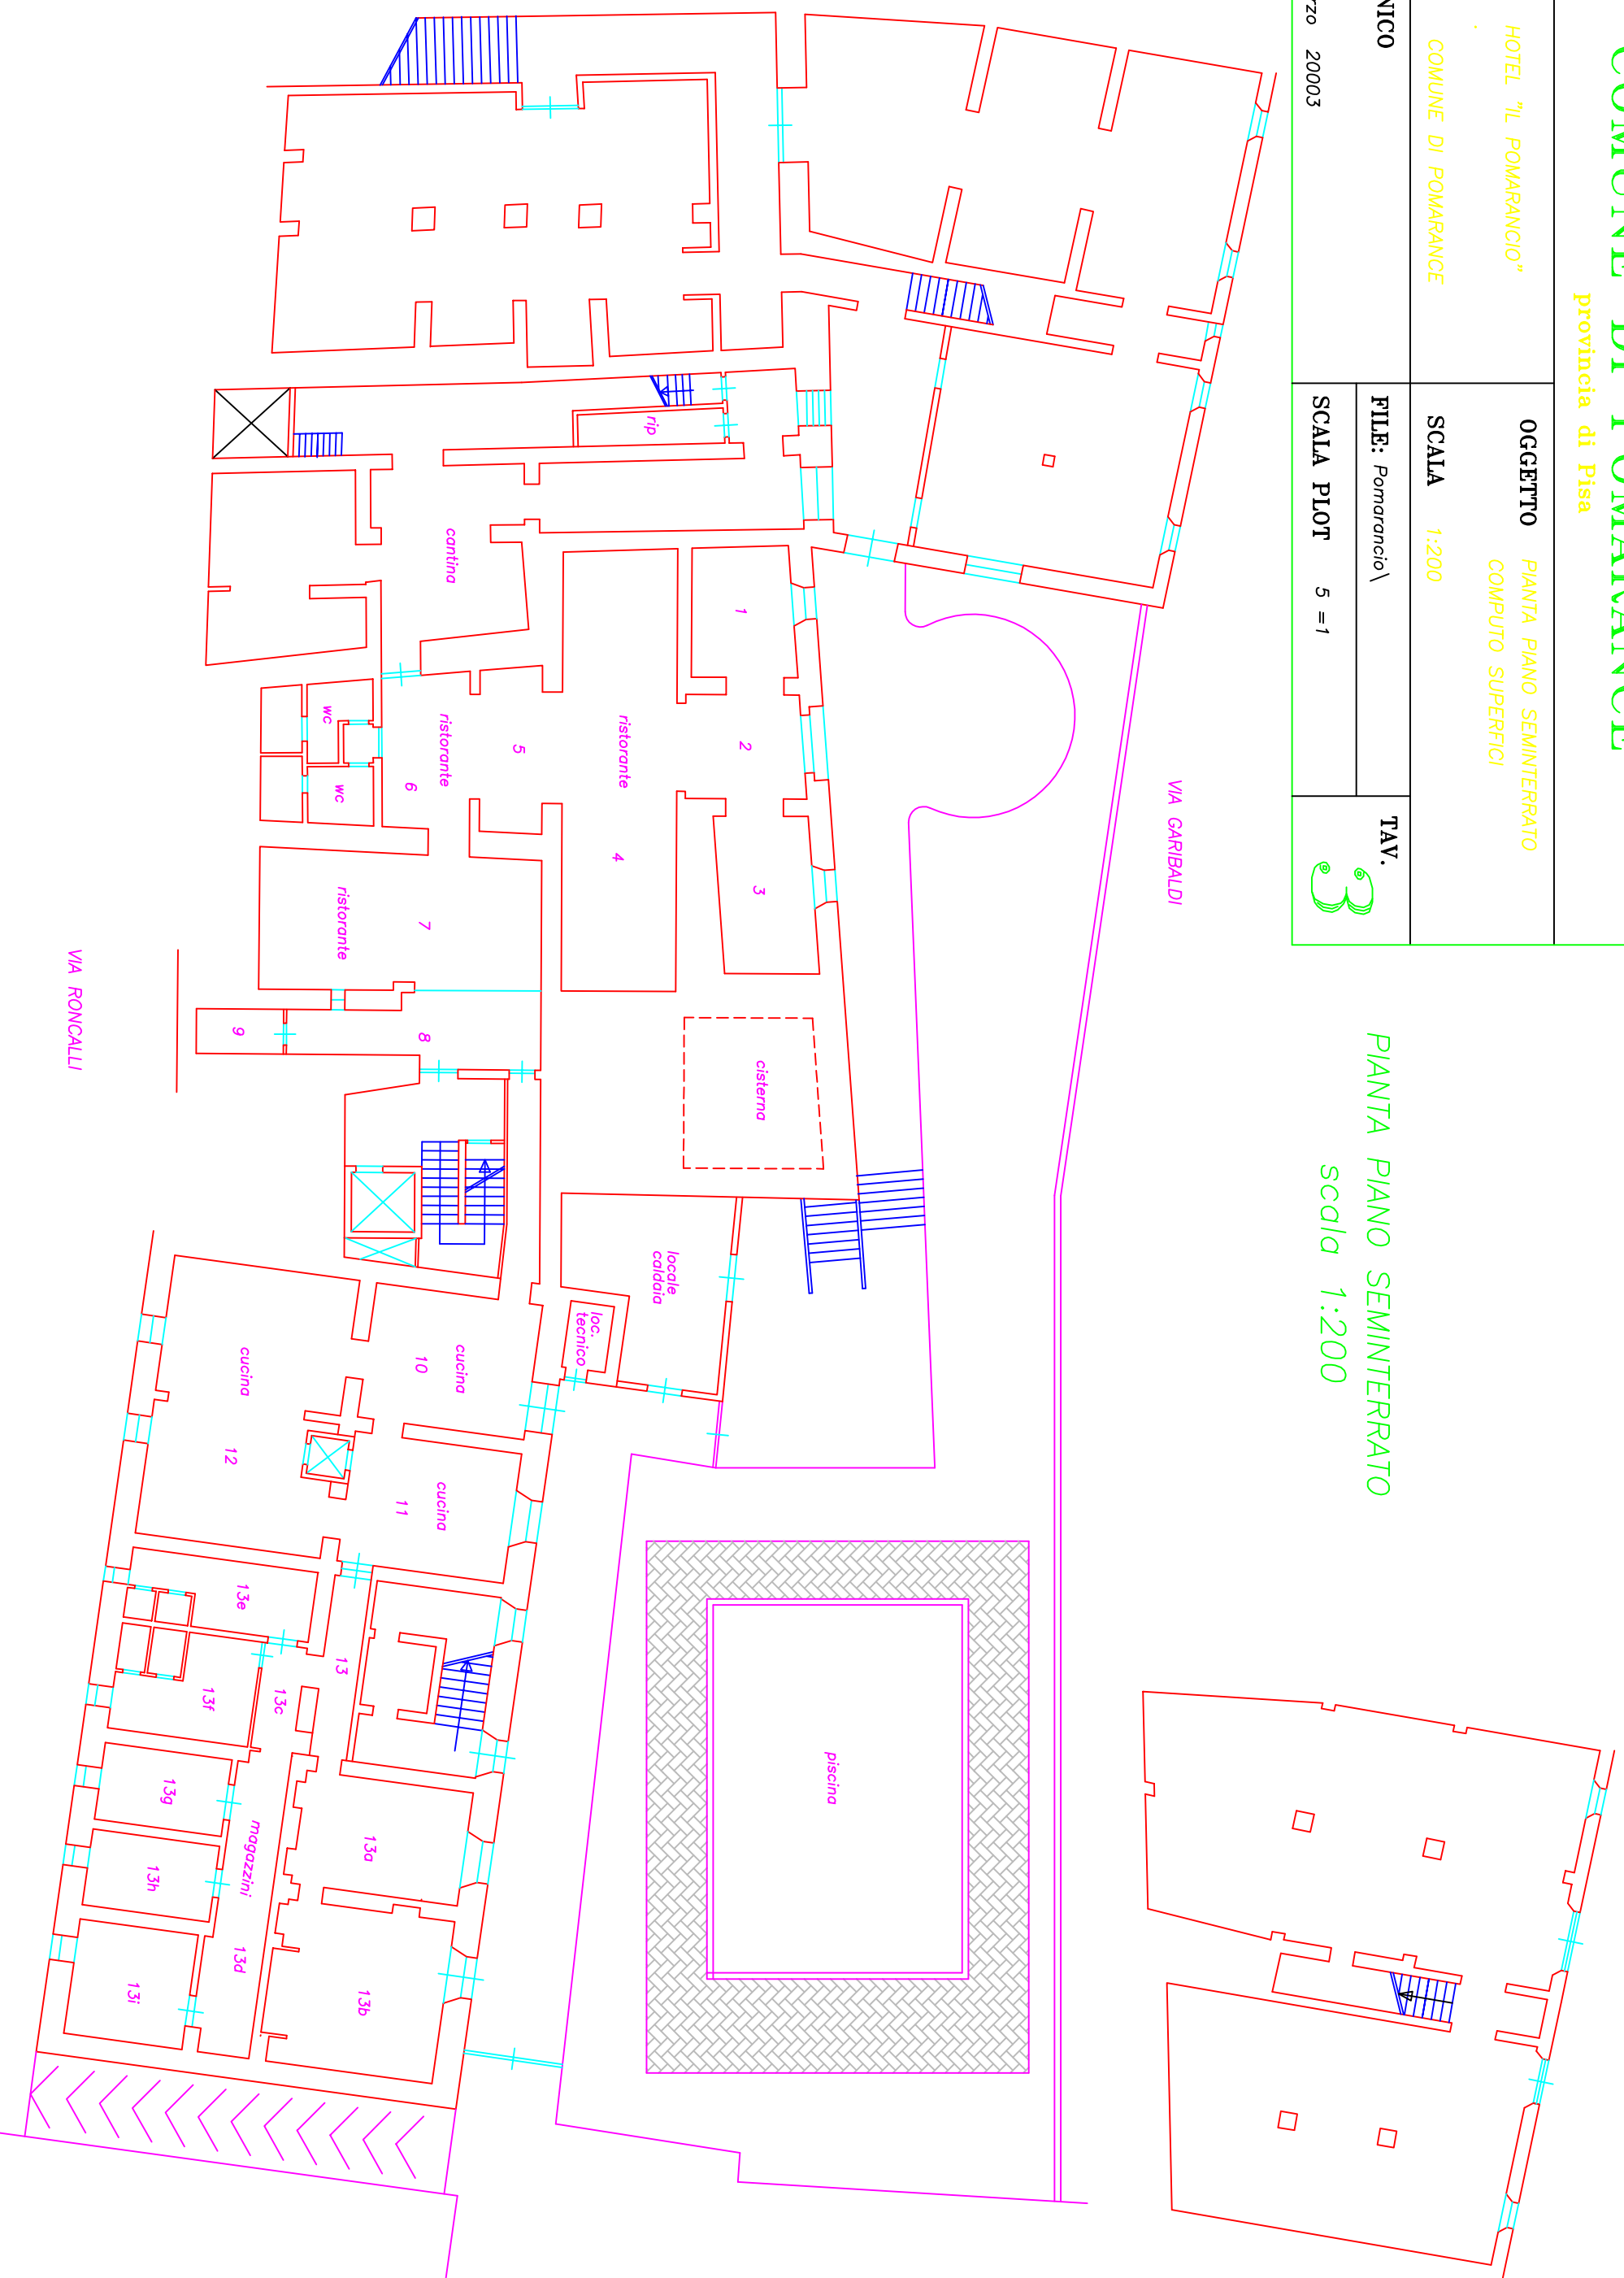 COMUNE DI POMARANCE
provincia di Pisa
HOTEL "IL POMARANCIO"
.
COMUNE DI POMARANCE
OGGETTO PIANTA PIANO SEMINTERRATO
COMPUTO SUPERFICI
SCALA 1:200
NICO
FILE: Pomarancio\
rzo 20003
SCALA PLOT 5 =1
TAV.
3
PIANTA PIANO SEMINTERRATO
scala 1:200
VIA GARIBALDI
rip
cantina
1
2
3
ristorante
4
5
ristorante
6
wc
wc
7
ristorante
8
9
cisterna
VIA RONCALLI
locale
caldaia
loc.
tecnico
cucina
10
cucina
11
cucina
12
13
13e
13c
13f
13g
13h
13i
magazzini
13d
13a
13b
piscina